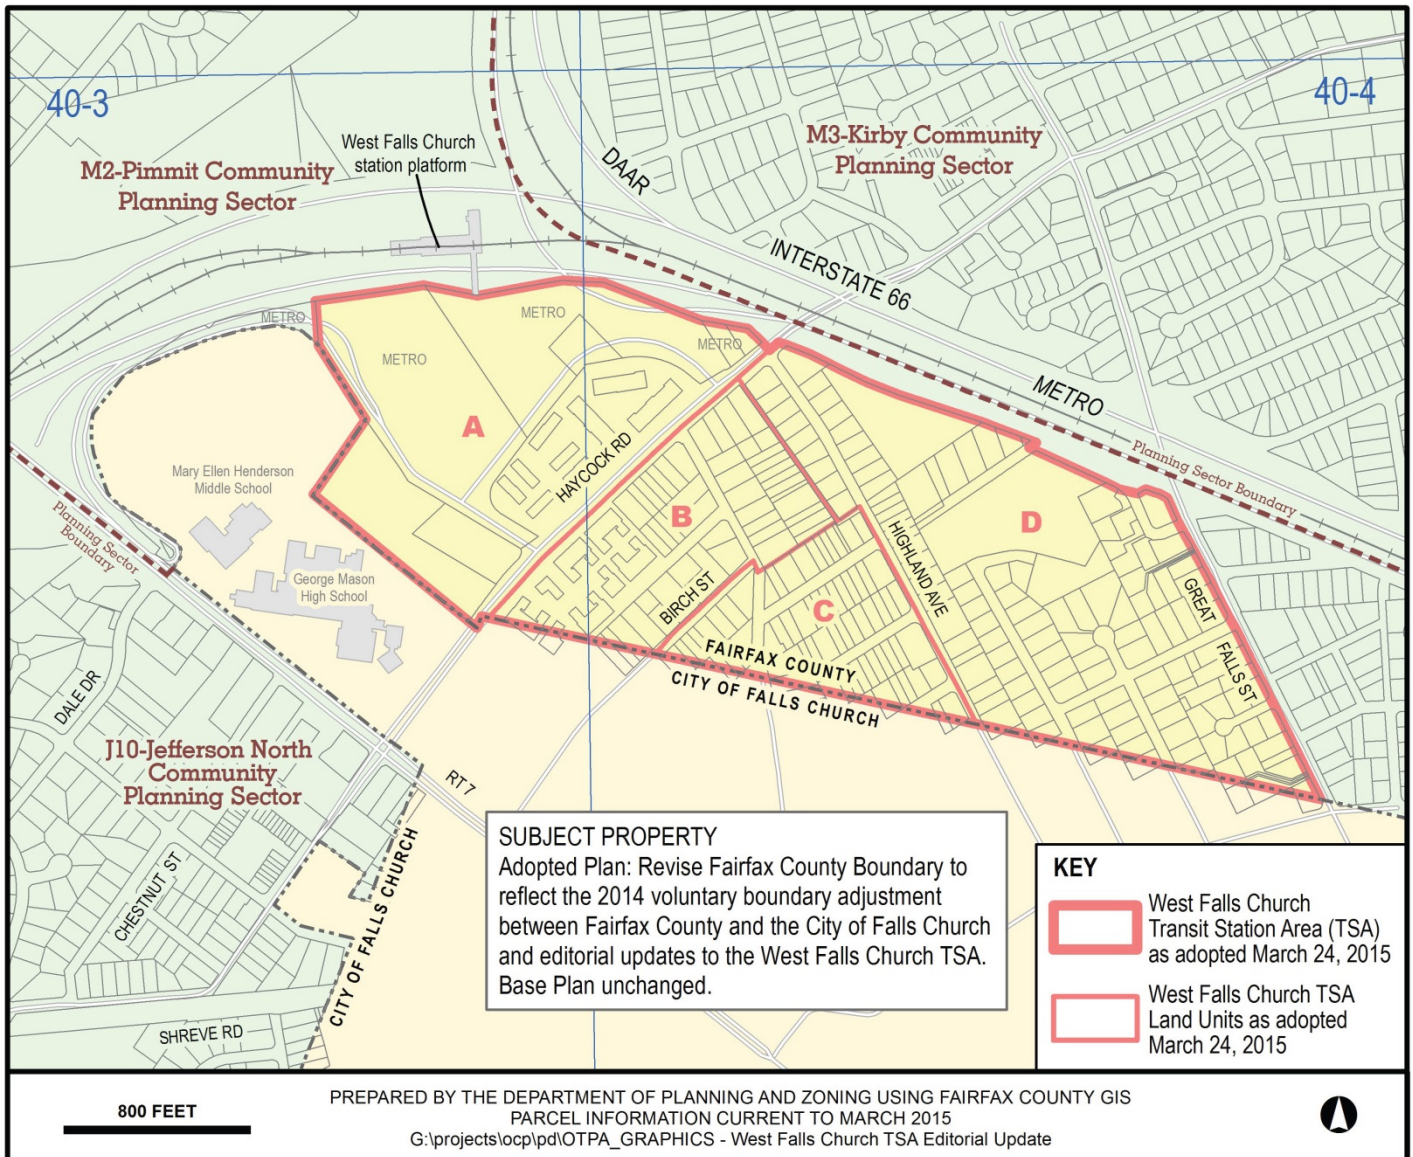 40-3
40-4
West Falls Church
station platform
M2-Pimmit Community
Planning Sector
M3-Kirby Community
Planning Sector
DAAR
INTERSTATE 66
METRO
METRO
METRO
METRO
METRO
Planning Sector Boundary
A
HAYCOCK RD
B
D
Mary Ellen Henderson
Middle School
Planning Sector
Boundary
George Mason
High School
BIRCH ST
C
HIGHLAND AVE
GREAT
FALLS ST
FAIRFAX COUNTY
CITY OF FALLS CHURCH
DALE DR
J10-Jefferson North
Community
Planning Sector
RT 7
CHESTNUT ST
CITY OF FALLS CHURCH
SHREVE RD
SUBJECT PROPERTY
Adopted Plan: Revise Fairfax County Boundary to
reflect the 2014 voluntary boundary adjustment
between Fairfax County and the City of Falls Church
and editorial updates to the West Falls Church TSA.
Base Plan unchanged.
KEY
West Falls Church
Transit Station Area (TSA)
as adopted March 24, 2015
West Falls Church TSA
Land Units as adopted
March 24, 2015
800 FEET
PREPARED BY THE DEPARTMENT OF PLANNING AND ZONING USING FAIRFAX COUNTY GIS
PARCEL INFORMATION CURRENT TO MARCH 2015
G:\projects\ocp\pd\OTPA_GRAPHICS - West Falls Church TSA Editorial Update